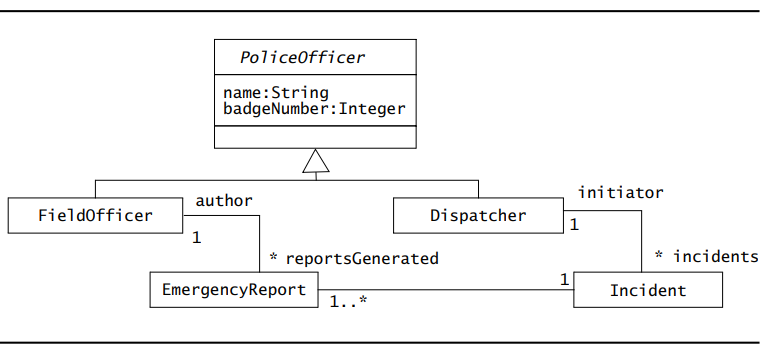 PoliceOfficer
name:String
badgeNumber:Integer
FieldOfficer
author
1
Dispatcher
initiator
1
* reportsGenerated
* incidents
EmergencyReport
1..*
1
Incident